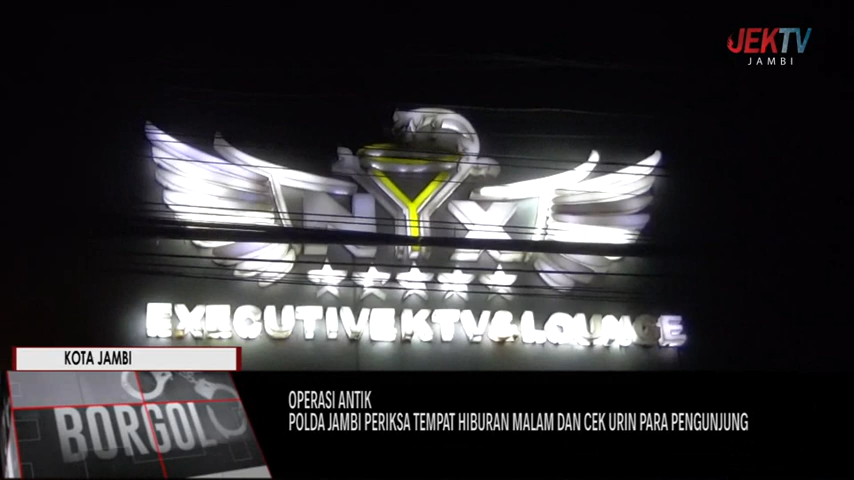 JEKTV
JAMBI
NYX
EXECUTIVE KTV & LOUNGE
KOTA JAMBI
BORGOL
OPERASI ANTIK
POLDA JAMBI PERIKSA TEMPAT HIBURAN MALAM DAN CEK URIN PARA PENGUNJUNG